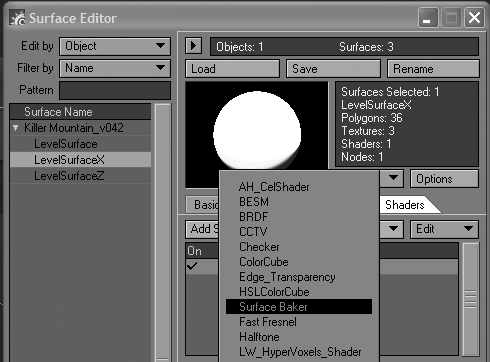 Surface Editor
Edit by Object
Filter by Name
Pattern
Surface Name
Killer Mountain_v042
LevelSurface
LevelSurfaceX
LevelSurfaceZ
Objects: 1 Surfaces: 3
Load Save Rename
Surfaces Selected: 1
LevelSurfaceX
Polygons: 36
Textures: 3
Shaders: 1
Nodes: 1
Options
Basic Shaders
Add S Edit
On
AH_CelShader
BESM
BRDF
CCTV
Checker
ColorCube
Edge_Transparency
HSLColorCube
Surface Baker
Fast Fresnel
Halftone
LW_HyperVoxels_Shader